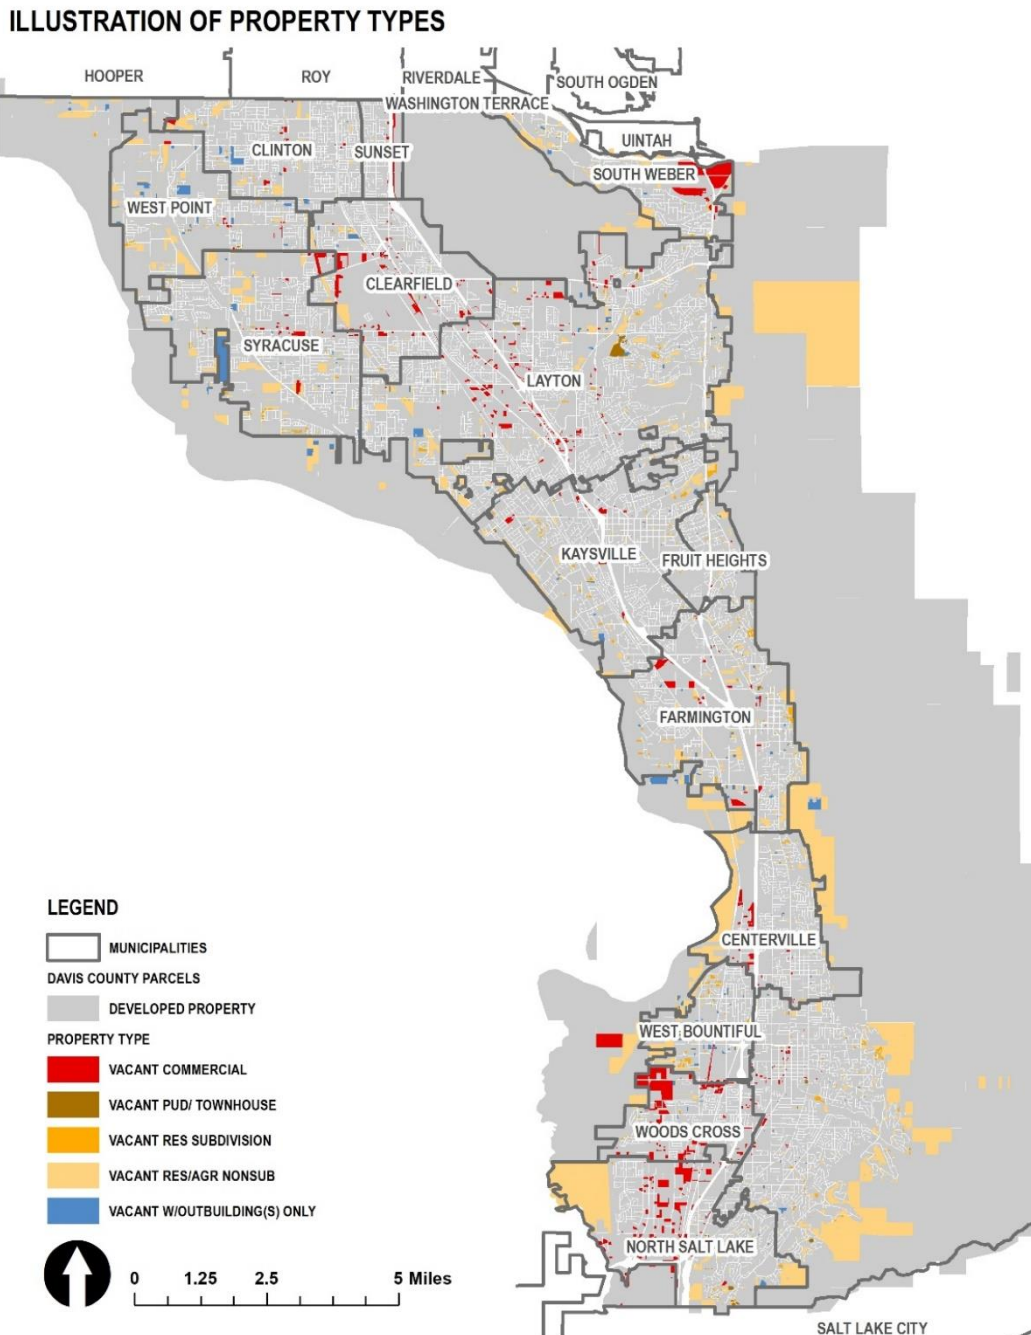 ILLUSTRATION OF PROPERTY TYPES
HOOPER
ROY
RIVERDALE
SOUTH OGDEN
WASHINGTON TERRACE
UINTAH
CLINTON
SUNSET
SOUTH WEBER
WEST POINT
CLEARFIELD
SYRACUSE
LAYTON
KAYSVILLE
FRUIT HEIGHTS
FARMINGTON
CENTERVILLE
WEST BOUNTIFUL
WOODS CROSS
NORTH SALT LAKE
SALT LAKE CITY
LEGEND
MUNICIPALITIES
DAVIS COUNTY PARCELS
DEVELOPED PROPERTY
PROPERTY TYPE
VACANT COMMERCIAL
VACANT PUD/ TOWNHOUSE
VACANT RES SUBDIVISION
VACANT RES/AGR NONSUB
VACANT W/OUTBUILDING(S) ONLY
0 1.25 2.5 5 Miles